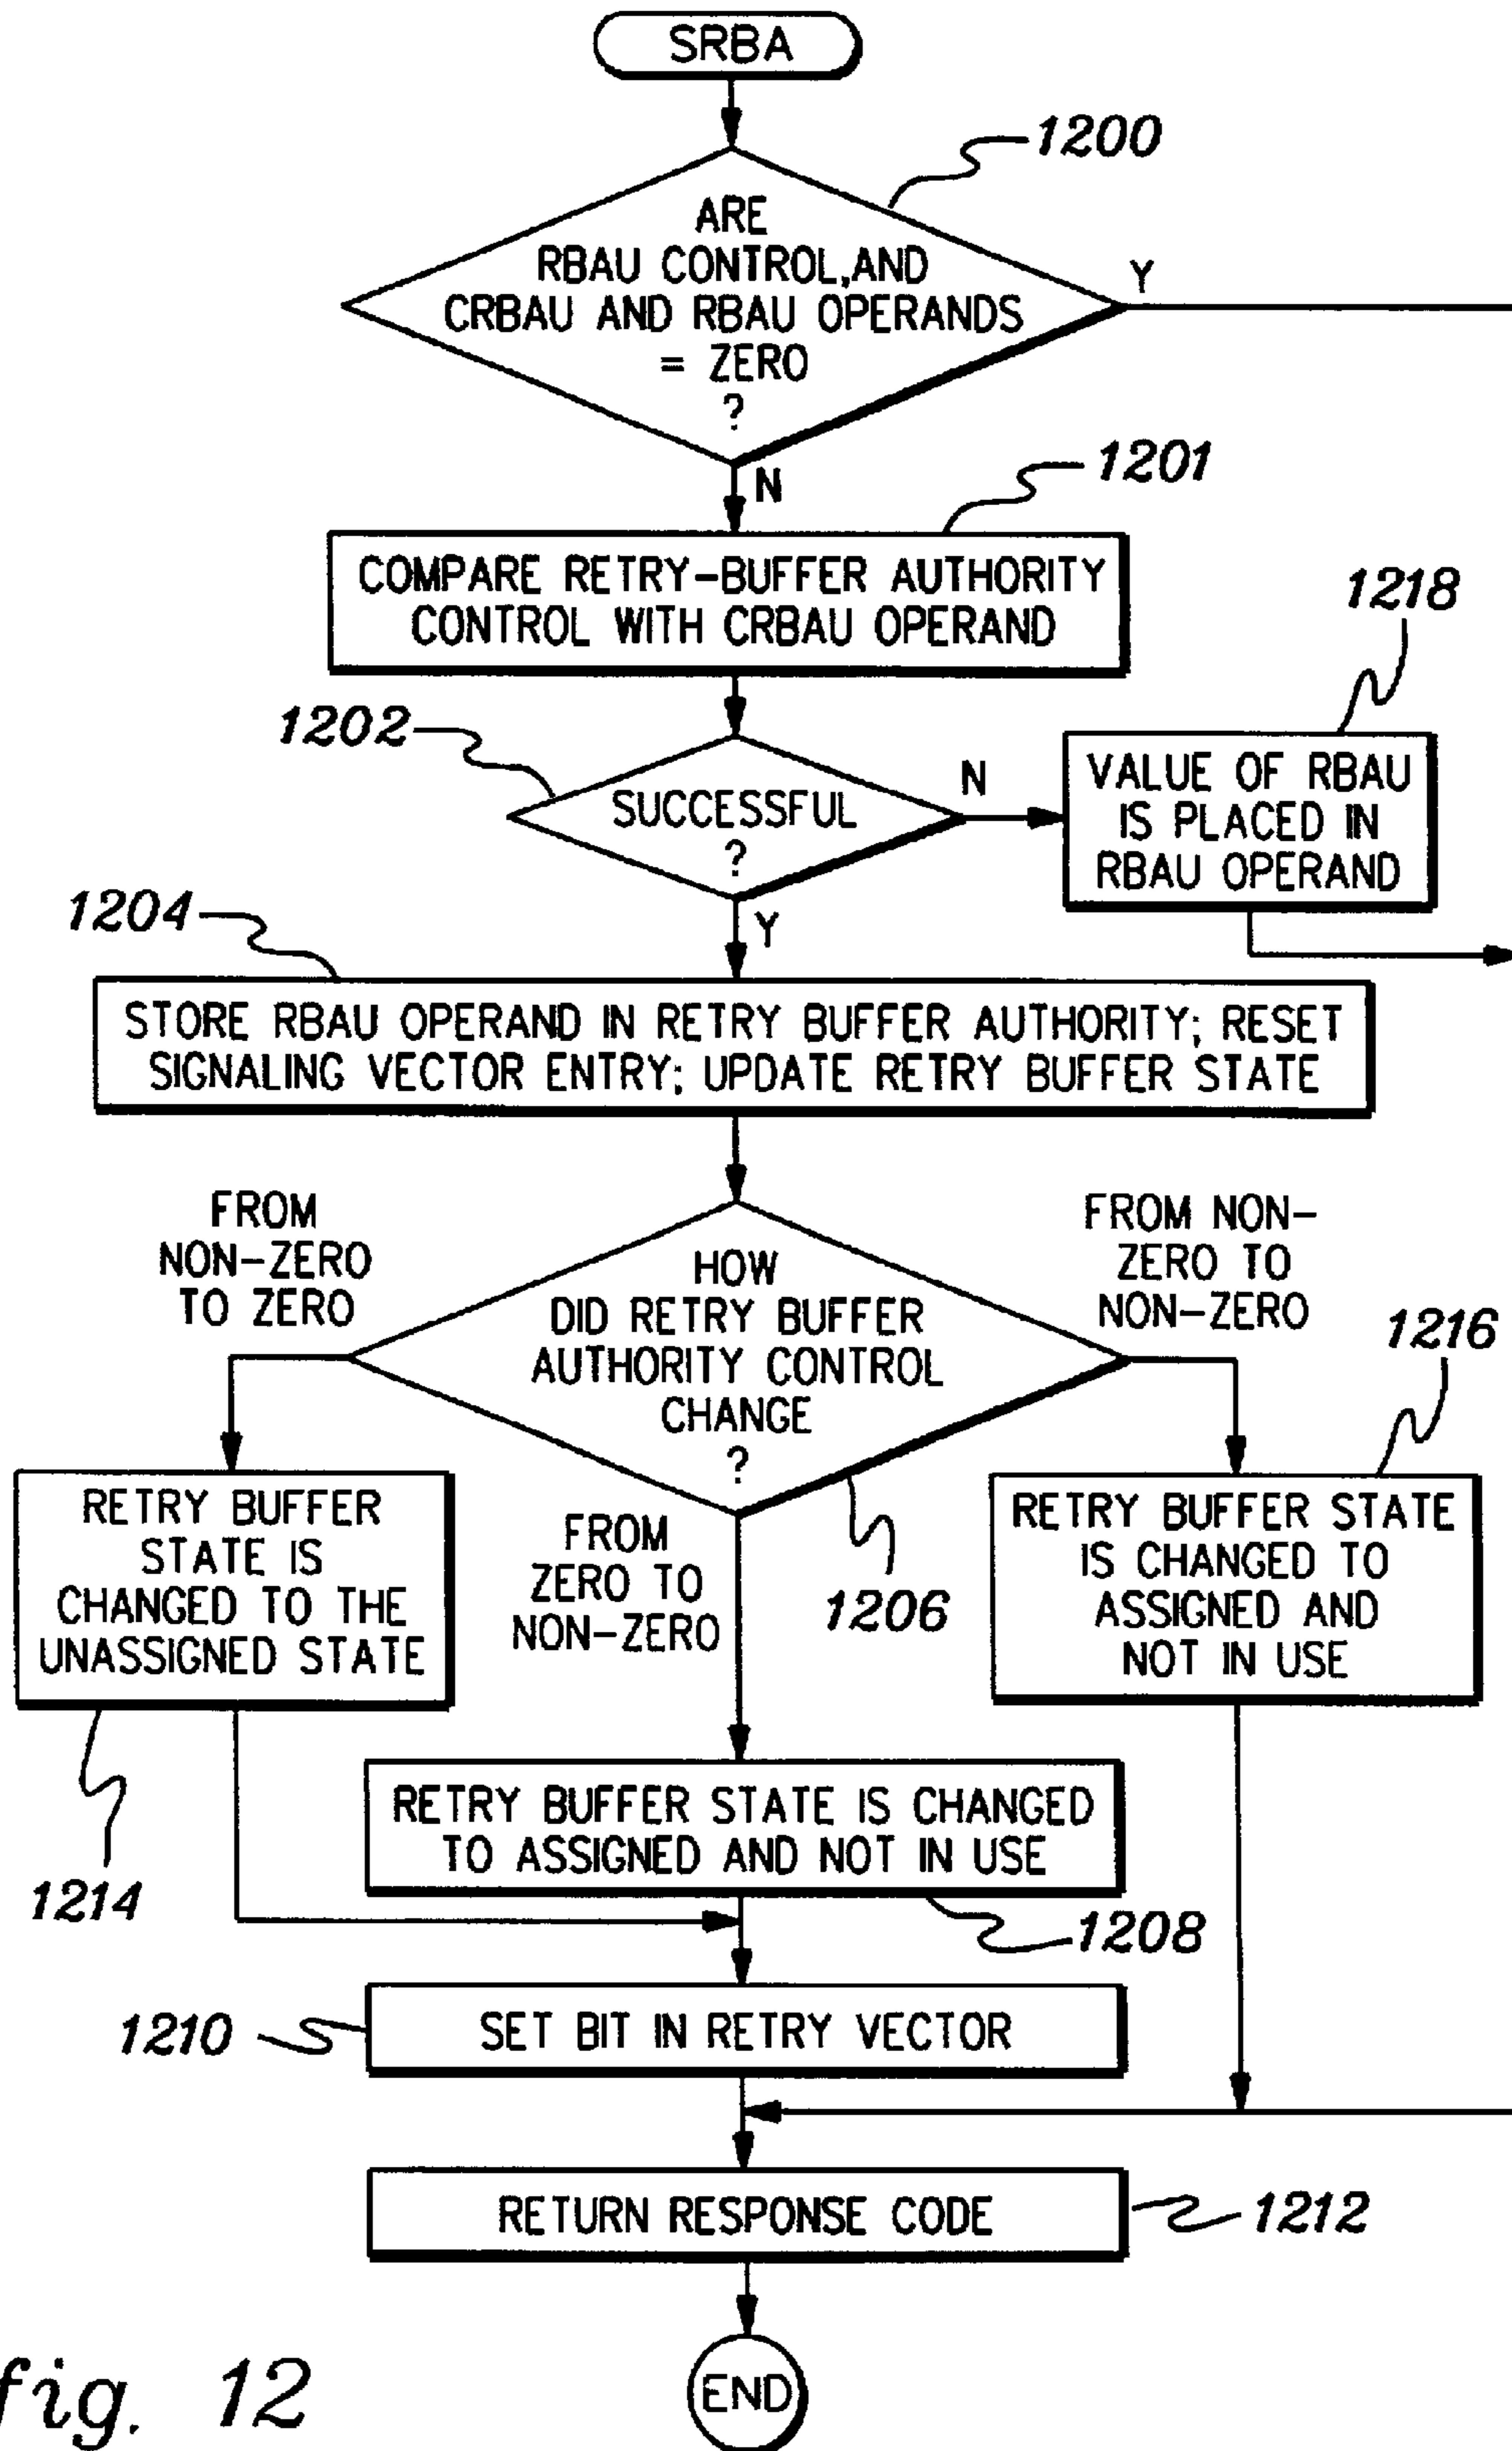 SRBA
1200
ARE
RBAU CONTROL,AND
CRBAU AND RBAU OPERANDS
= ZERO
?
Y
N
1201
COMPARE RETRY-BUFFER AUTHORITY
CONTROL WITH CRBAU OPERAND
1218
1202
SUCCESSFUL
?
N
VALUE OF RBAU
IS PLACED IN
RBAU OPERAND
Y
1204
STORE RBAU OPERAND IN RETRY BUFFER AUTHORITY; RESET
SIGNALING VECTOR ENTRY; UPDATE RETRY BUFFER STATE
FROM
NON-ZERO
TO ZERO
HOW
DID RETRY BUFFER
AUTHORITY CONTROL
CHANGE
?
FROM NON-
ZERO TO
NON-ZERO
1216
RETRY BUFFER
STATE IS
CHANGED TO THE
UNASSIGNED STATE
FROM
ZERO TO
NON-ZERO
1206
RETRY BUFFER STATE
IS CHANGED TO
ASSIGNED AND
NOT IN USE
1214
RETRY BUFFER STATE IS CHANGED
TO ASSIGNED AND NOT IN USE
1208
1210
SET BIT IN RETRY VECTOR
RETURN RESPONSE CODE
1212
END
fig. 12